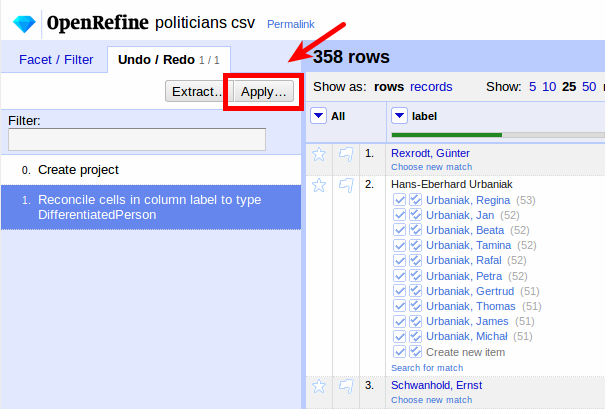 OpenRefine politicians csv Permalink
Facet / Filter Undo / Redo 1 / 1
Extract... Apply...
Filter:
0. Create project
1. Reconcile cells in column label to type
DifferentiatedPerson
358 rows
Show as: rows records Show: 5 10 25 50
All label
1. Rexrodt, Günter
Choose new match
2. Hans-Eberhard Urbaniak
Urbaniak, Regina (53)
Urbaniak, Jan (52)
Urbaniak, Beata (52)
Urbaniak, Tamina (52)
Urbaniak, Rafal (52)
Urbaniak, Petra (52)
Urbaniak, Gertrud (51)
Urbaniak, Thomas (51)
Urbaniak, James (51)
Urbaniak, Michał (51)
Create new item
Search for match
3. Schwanhold, Ernst
Choose new match